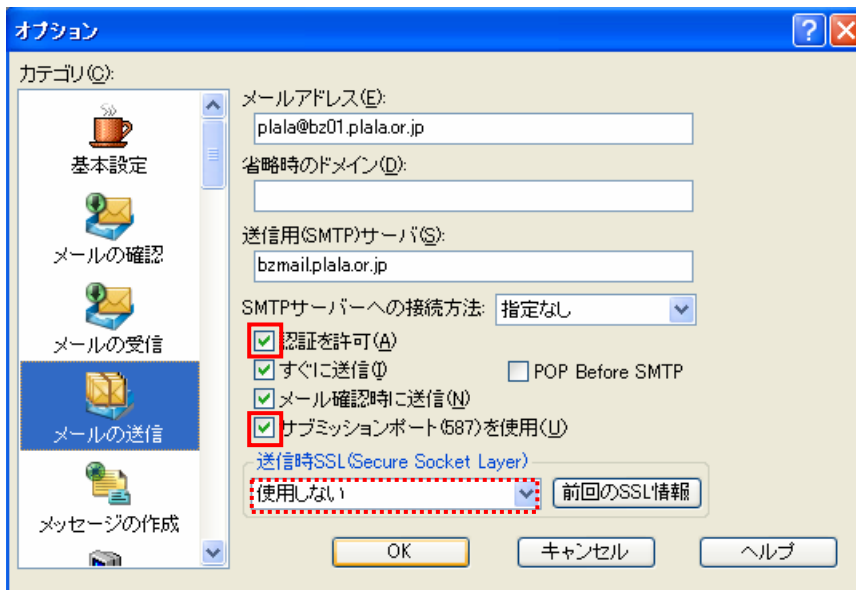 オプション
カテゴリ(C):
基本設定
メールの確認
メールの受信
メールの送信
メッセージの作成
メールアドレス(E):
plala@bz01.plala.or.jp
省略時のドメイン(D):
送信用(SMTP)サーバ(S):
bzmail.plala.or.jp
SMTPサーバーへの接続方法: 指定なし
認証を許可(A)
すぐに送信(I) POP Before SMTP
メール確認時に送信(N)
サブミッションポート(587)を使用(U)
送信時SSL(Secure Socket Layer)
使用しない 前回のSSL情報
OK キャンセル ヘルプ